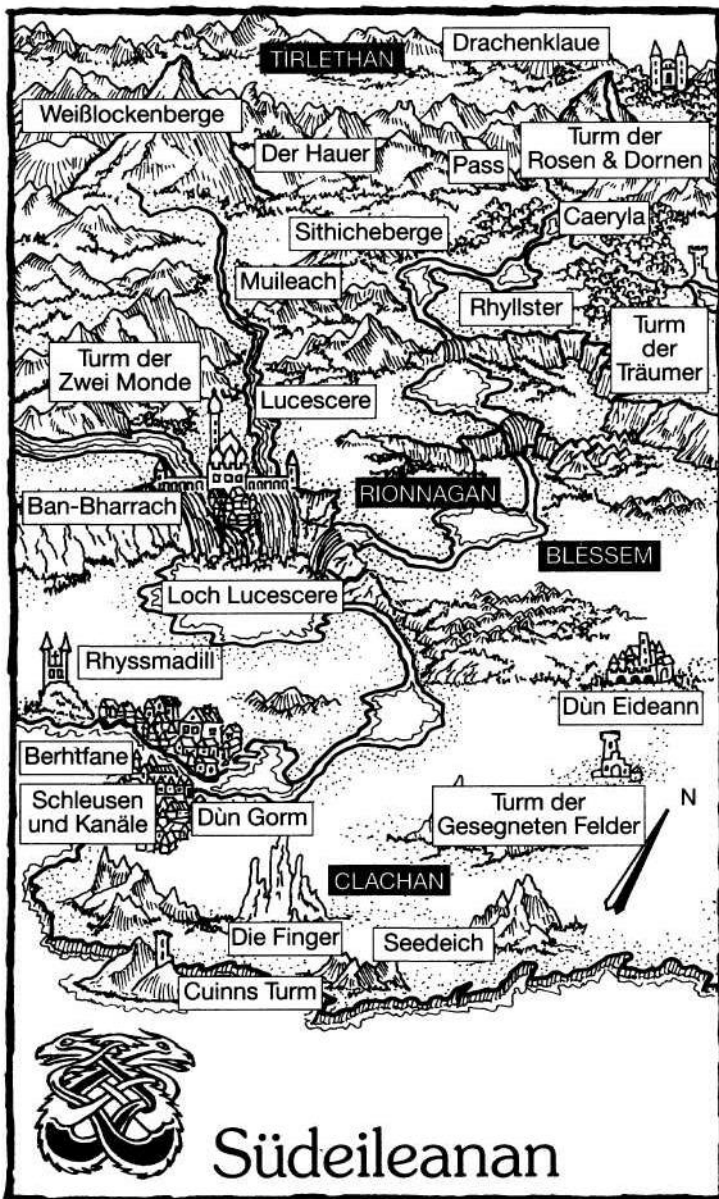 Drachenklaue
TIRLETHAN
Weißlockenberge
Der Hauer
Pass
Turm der
Rosen & Dornen
Caeryla
Sithicheberge
Muileach
Rhyllster
Turm
der
Träumer
Turm der
Zwei Monde
Lucescere
RIONNAGAN
Ban-Bharrach
BLÈSSEM
Loch Lucescere
Rhyssmadill
Dùn Eideann
Berhtfane
Schleusen
und Kanäle
Dùn Gorm
Turm der
Gesegneten Felder
N
CLACHAN
Die Finger
Seedeich
Cuinns Turm
Südeileanan